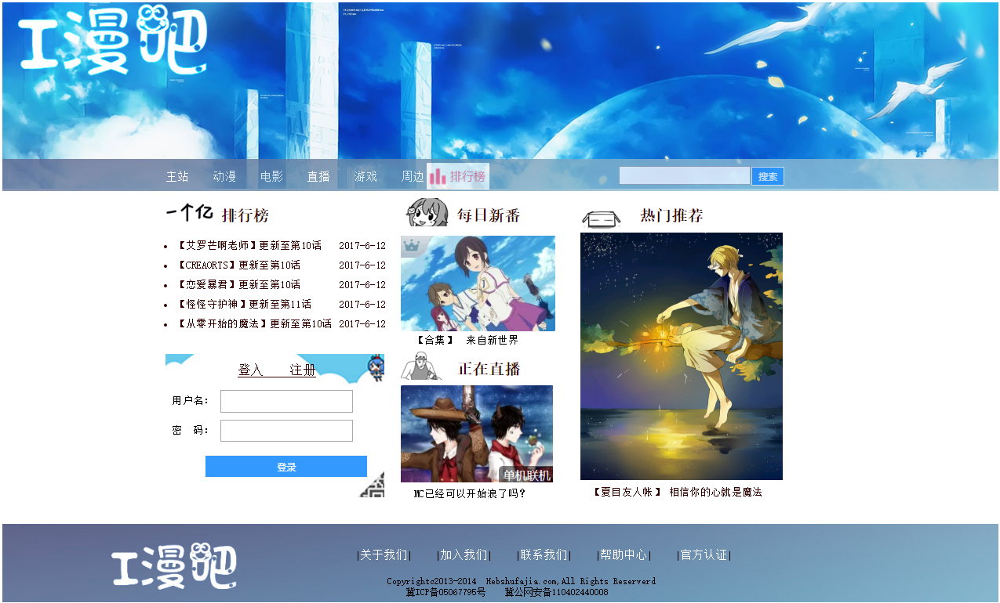 工漫吧
主站 动漫 电影 直播 游戏 周边 排行榜 搜索
一个亿 排行榜
【艾罗芒啊老师】更新至第10话 2017-6-12
【CREAORTS】更新至第10话 2017-6-12
【恋爱暴君】更新至第10话 2017-6-12
【怪怪守护神】更新至第11话 2017-6-12
【从零开始的魔法】更新至第10话 2017-6-12
登入 注册
用户名:
密 码:
登录
每日新番
【合集】 来自新世界
正在直播
单机联机
MC已经可以开始浪了吗?
热门推荐
【夏目友人帐】 相信你的心就是魔法
工漫吧
|关于我们| |加入我们| |联系我们| |帮助中心| |官方认证|
Copyrightc2013-2014 Hebshufajia.com,All Rights Reserverd
冀ICP备05067795号 冀公网安备110402440008